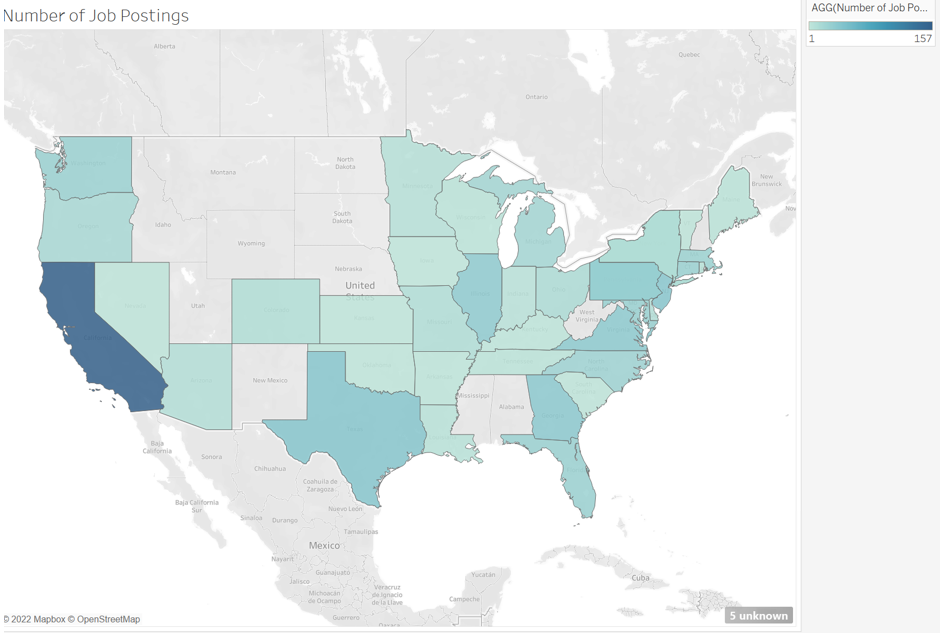 Number of Job Postings
AGG(Number of Job Po...
1 157
Alberta
Quebec
Ontario
North
Dakota
Montana
New
Brunswick
South
Dakota
Idaho
Wyoming
Nebraska
United
States
Utah
West
Virginia
New Mexico
Mississippi
Alabama
Baja
California
Sonora
Chihuahua
Coahuila de
Zaragoza
Baja California
Sur
Nuevo León
Sinaloa
Durango
Tamaulipas
Mexico
Nayarit
Guanajuato
Yucatán
Cuba
Jalisco
Veracruz
de Ignacio
de la Llave
Michoacán
de Ocampo
Campeche
Guerrero
Oaxaca
5 unknown
© 2022 Mapbox © OpenStreetMap